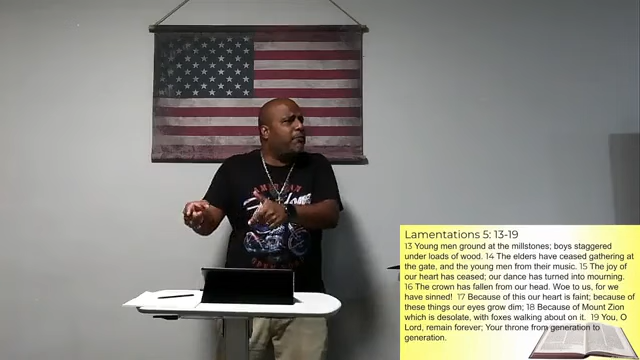 AMERICAN
Lamentations 5: 13-19
13 Young men ground at the millstones; boys staggered
under loads of wood. 14 The elders have ceased gathering at
the gate, and the young men from their music. 15 The joy of
our heart has ceased; our dance has turned into mourning.
16 The crown has fallen from our head. Woe to us, for we
have sinned! 17 Because of this our heart is faint; because of
these things our eyes grow dim; 18 Because of Mount Zion
which is desolate, with foxes walking about on it. 19 You, O
Lord, remain forever; Your throne from generation to
generation.